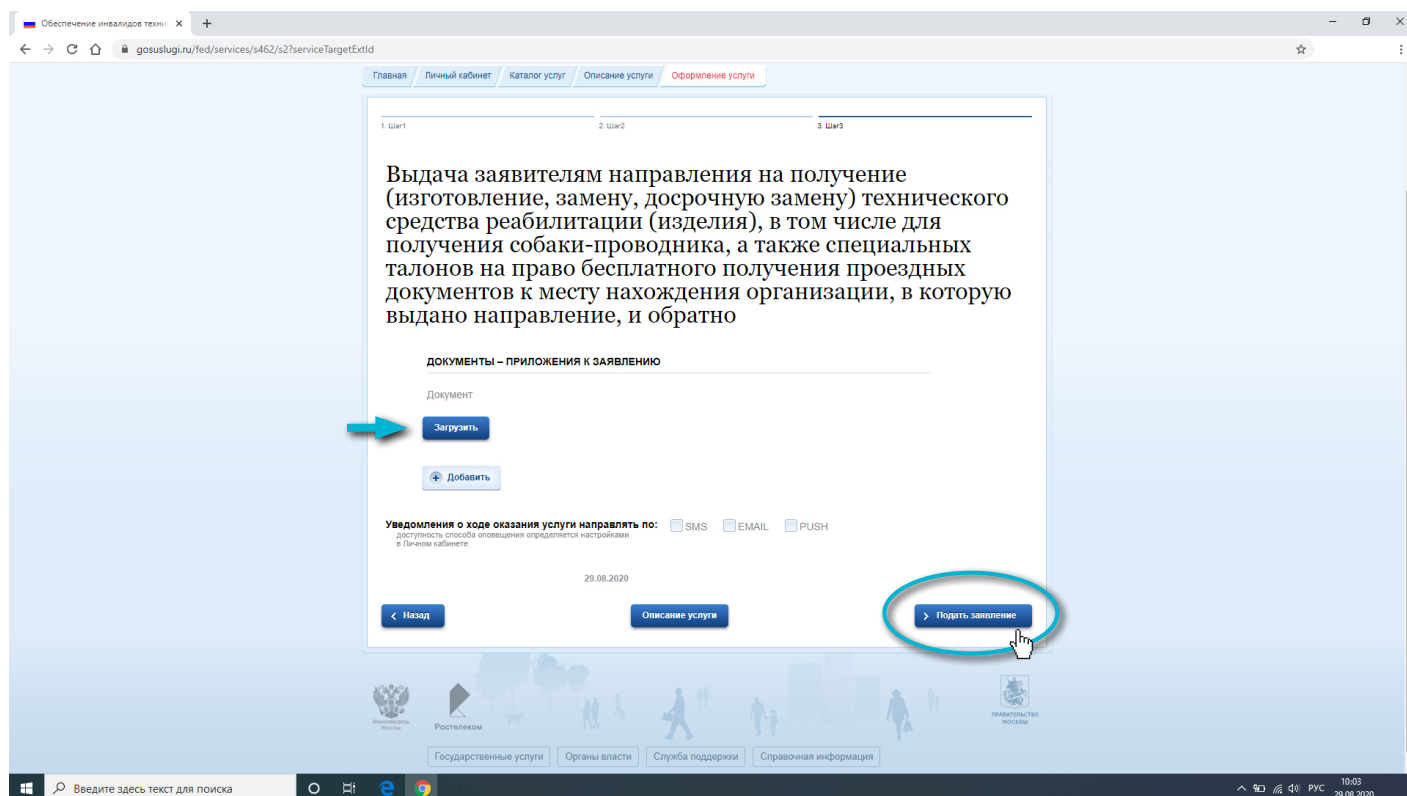 Обеспечение инвалидов техни
gosuslugi.ru/fed/services/s462/s2?serviceTargetExtId
Главная Личный кабинет Каталог услуг Описание услуги Оформление услуги
1. Шаг1 2. Шаг2 3. Шаг3
Выдача заявителям направления на получение
(изготовление, замену, досрочную замену) технического
средства реабилитации (изделия), в том числе для
получения собаки-проводника, а также специальных
талонов на право бесплатного получения проездных
документов к месту нахождения организации, в которую
выдано направление, и обратно
ДОКУМЕНТЫ – ПРИЛОЖЕНИЯ К ЗАЯВЛЕНИЮ
Документ
Загрузить
Добавить
Уведомления о ходе оказания услуги направлять по: SMS EMAIL PUSH
доступность способа оповещения определяется настройками
в Личном кабинете
29.08.2020
Назад Описание услуги Подать заявление
Ростелеком
России
ПРАВИТЕЛЬСТВО
МОСКВЫ
Государственные услуги Органы власти Служба поддержки Справочная информация
Введите здесь текст для поиска
РУС
10:03
29.08.2020